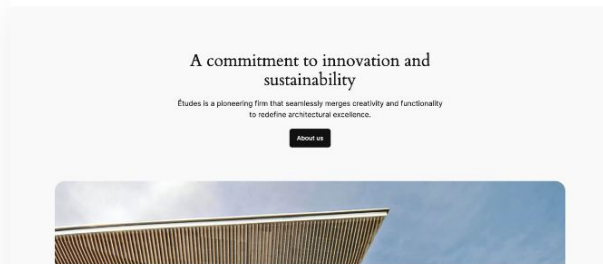 A commitment to innovation and
sustainability
Études is a pioneering firm that seamlessly merges creativity and functionality
to redefine architectural excellence.
About us